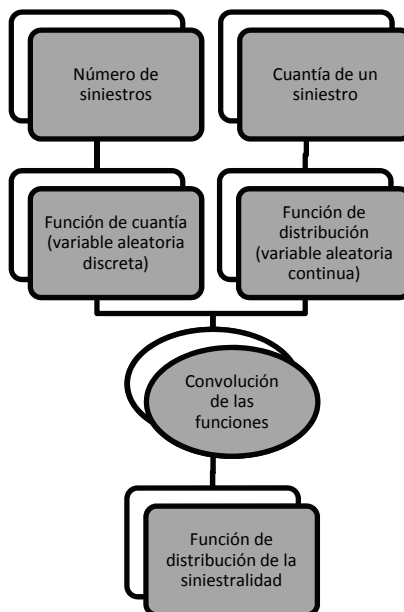 Número de
siniestros
Cuantía de un
siniestro
Función de cuantía
(variable aleatoria
discreta)
Función de
distribución
(variable aleatoria
continua)
Convolución
de las
funciones
Función de
distribución de la
siniestralidad